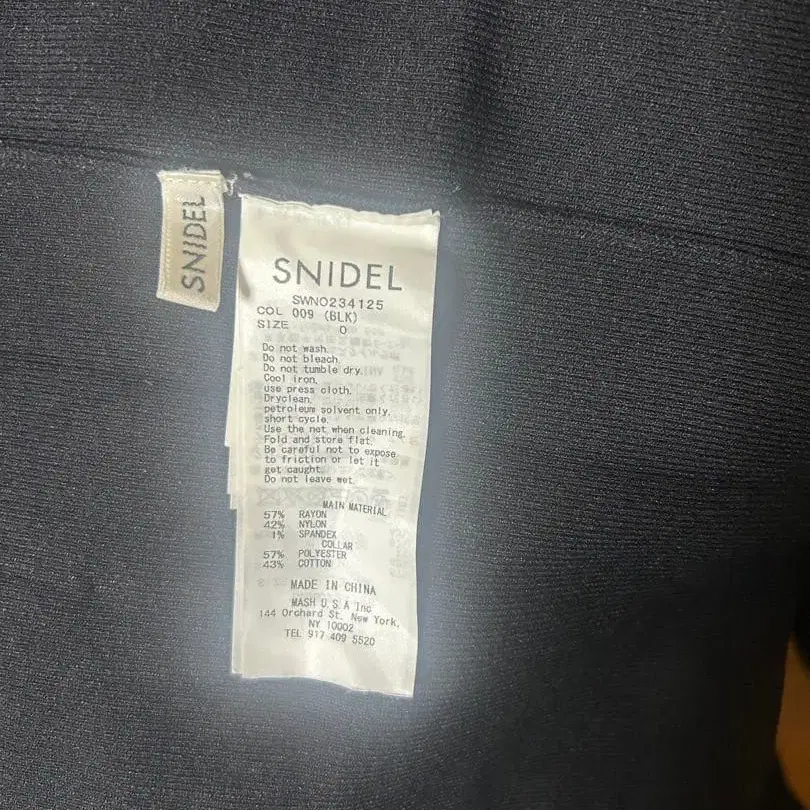 SNIDEL
SNIDEL
SWNO234125
COL 009 (BLK)
SIZE 0
Do not wash.
Do not bleach.
Do not tumble dry.
Cool iron.
use press cloth.
Dryclean.
petroleum solvent only.
short cycle.
Use the net when cleaning.
Fold and store flat.
Be careful not to expose
to friction or let it
get caught.
Do not leave wet.
MAIN MATERIAL
57% RAYON
42% NYLON
1% SPANDEX
COLLAR
57% POLYESTER
43% COTTON
MADE IN CHINA
MASH U.S.A Inc
144 Orchard St. New York,
NY 10002
TEL 917 409 5520